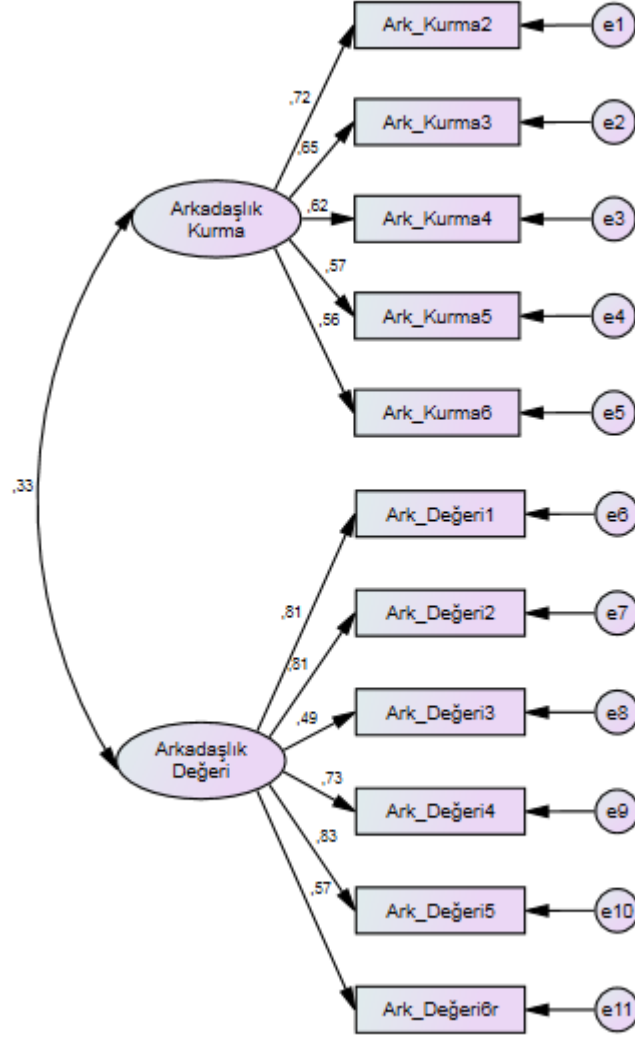 Ark_Kurma2
e1
,72
Ark_Kurma3
e2
,65
Arkadaşlık
Kurma
,62
Ark_Kurma4
e3
,57
Ark_Kurma5
e4
,56
Ark_Kurma6
e5
,33
Ark_Değeri1
e6
,81
Ark_Değeri2
e7
,81
Ark_Değeri3
e8
,49
Arkadaşlık
Değeri
,73
Ark_Değeri4
e9
,83
Ark_Değeri5
e10
,57
Ark_Değeri6r
e11